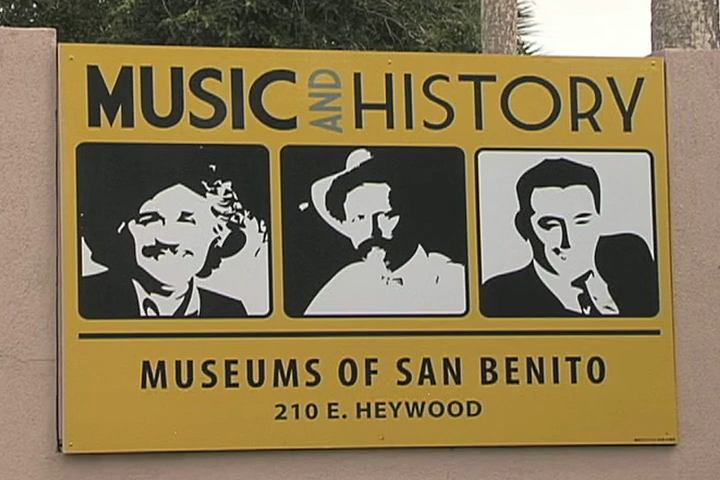 MUSIC AND HISTORY
MUSEUMS OF SAN BENITO
210 E. HEYWOOD